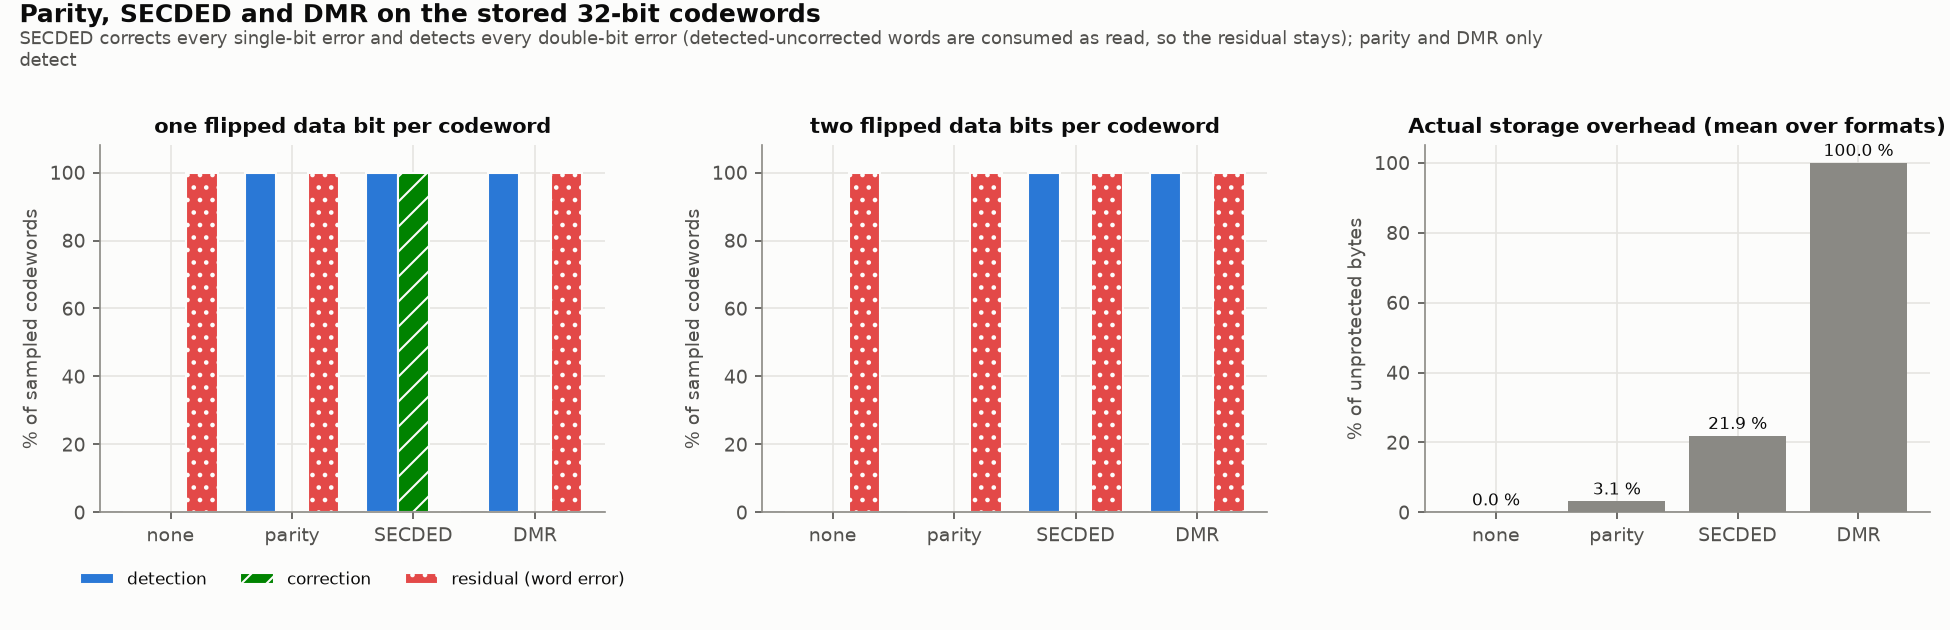 Parity, SECDED and DMR on the stored 32-bit codewords
SECDED corrects every single-bit error and detects every double-bit error (detected-uncorrected words are consumed as read, so the residual stays); parity and DMR only
detect
one flipped data bit per codeword
% of sampled codewords
100
80
60
40
20
0
none
parity
SECDED
DMR
detection
correction
residual (word error)
two flipped data bits per codeword
% of sampled codewords
100
80
60
40
20
0
none
parity
SECDED
DMR
Actual storage overhead (mean over formats)
% of unprotected bytes
100
80
60
40
20
0
0.0 %
3.1 %
21.9 %
100.0 %
none
parity
SECDED
DMR